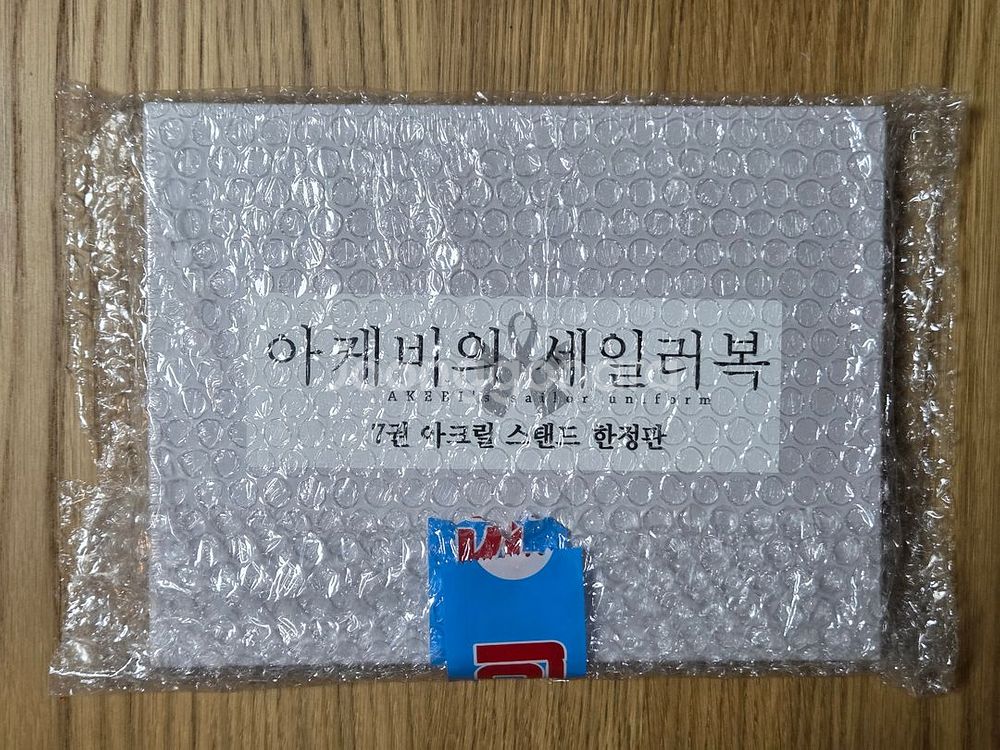 아케비의 세일러복
AKEBI's sailor uniform
7권 아크릴 스탠드 한정판